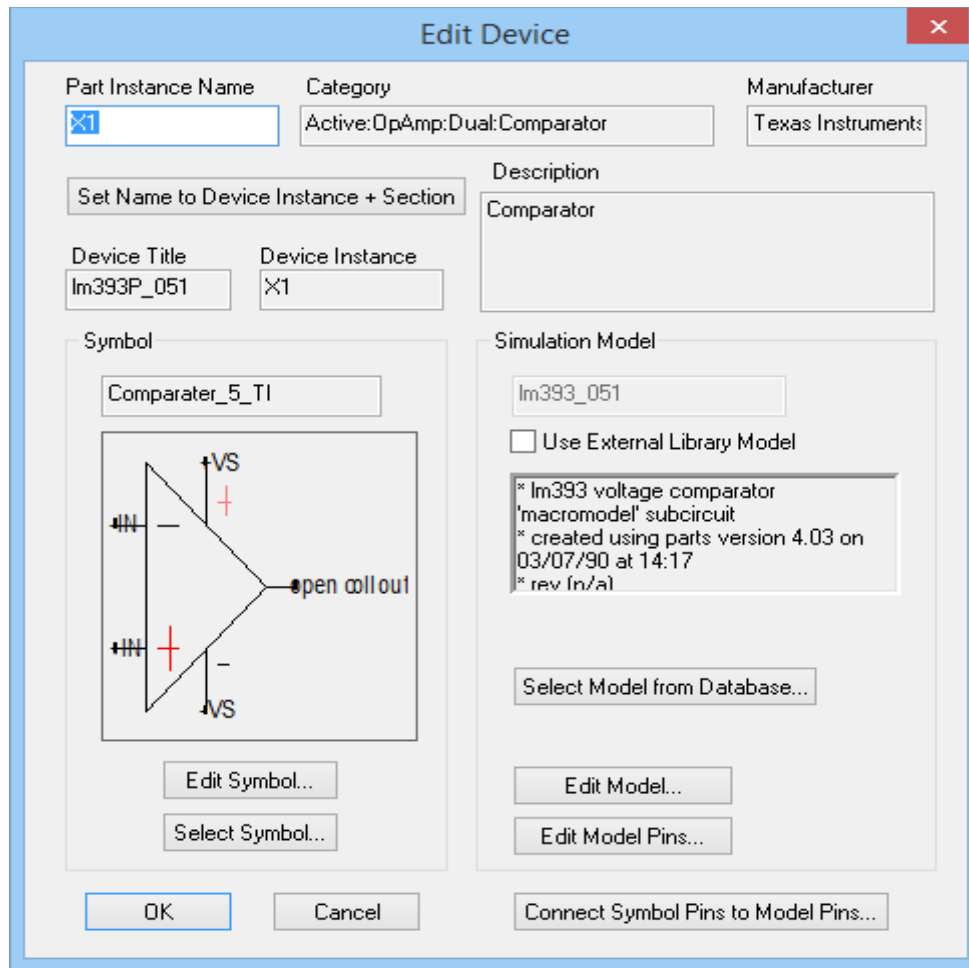 Edit Device
Part Instance Name
Category
Manufacturer
X1
Active:OpAmp:Dual:Comparator
Texas Instruments
Set Name to Device Instance + Section
Description
Comparator
Device Title
Device Instance
lm393P_051
X1
Symbol
Simulation Model
Comparater_5_TI
lm393_051
Use External Library Model
+VS
+
-IN
−
open coll out
+IN
+
−
-VS
* lm393 voltage comparator
'macromodel' subcircuit
* created using parts version 4.03 on
03/07/90 at 14:17
* rev (n/a)
Select Model from Database...
Edit Symbol...
Edit Model...
Select Symbol...
Edit Model Pins...
OK
Cancel
Connect Symbol Pins to Model Pins...